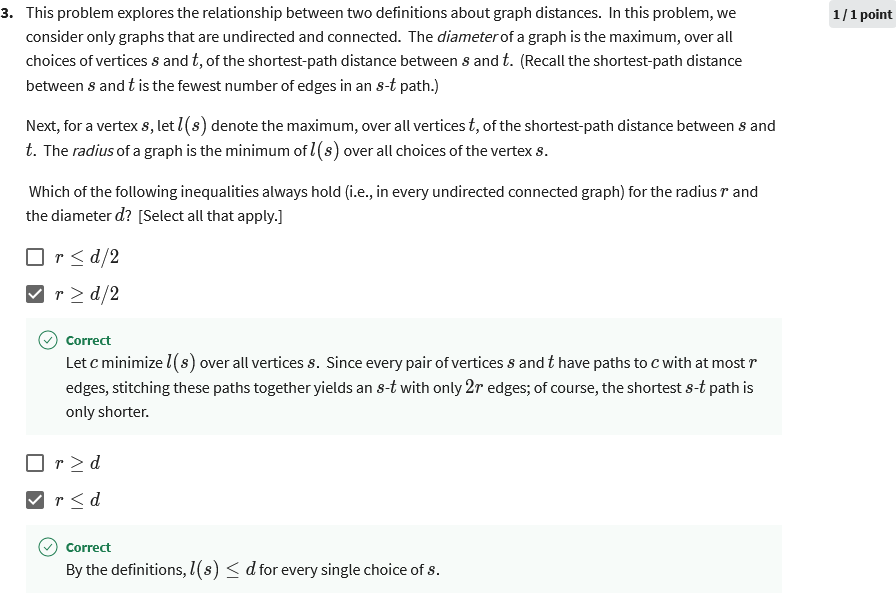 3. This problem explores the relationship between two definitions about graph distances. In this problem, we
1 / 1 point
consider only graphs that are undirected and connected. The diameter of a graph is the maximum, over all
choices of vertices s and t, of the shortest-path distance between s and t. (Recall the shortest-path distance
between s and t is the fewest number of edges in an s-t path.)
Next, for a vertex s, let l(s) denote the maximum, over all vertices t, of the shortest-path distance between s and
t. The radius of a graph is the minimum of l(s) over all choices of the vertex s.
Which of the following inequalities always hold (i.e., in every undirected connected graph) for the radius r and
the diameter d? [Select all that apply.]
r ≤ d/2
r ≥ d/2
Correct
Let c minimize l(s) over all vertices s. Since every pair of vertices s and t have paths to c with at most r
edges, stitching these paths together yields an s-t with only 2r edges; of course, the shortest s-t path is
only shorter.
r ≥ d
r ≤ d
Correct
By the definitions, l(s) ≤ d for every single choice of s.